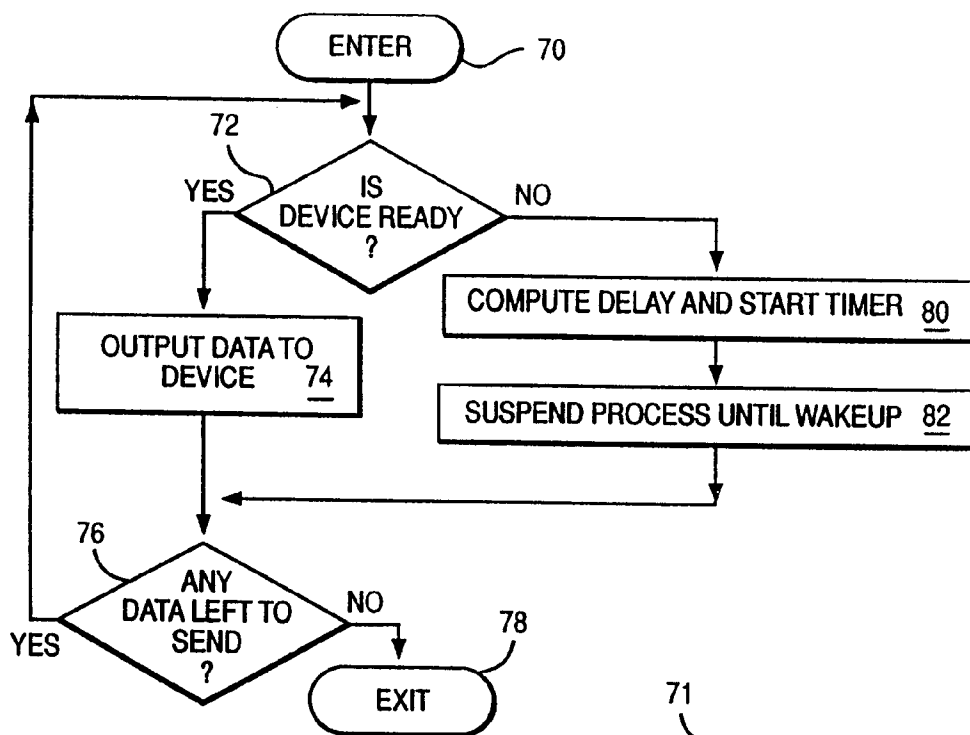 ENTER
70
72
YES
IS
DEVICE READY
?
NO
COMPUTE DELAY AND START TIMER 80
OUTPUT DATA TO
DEVICE 74
SUSPEND PROCESS UNTIL WAKEUP 82
76
ANY
DATA LEFT TO
SEND
?
YES
NO
78
EXIT
71